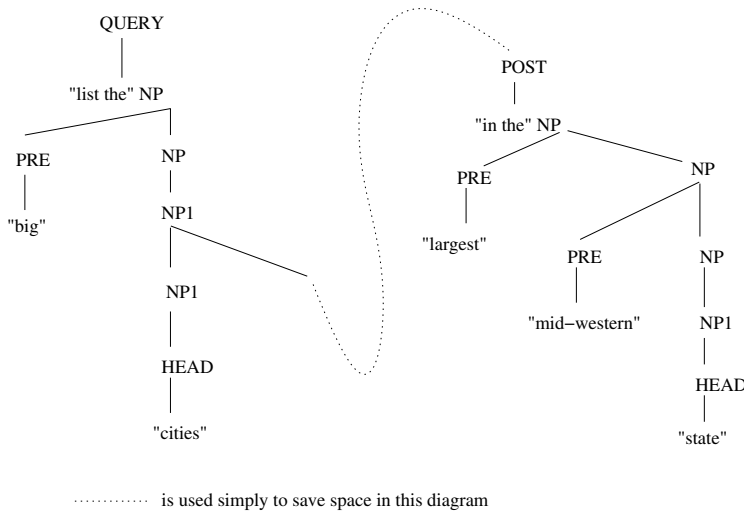 QUERY
"list the" NP
PRE
NP
"big"
NP1
NP1
HEAD
"cities"
POST
"in the" NP
PRE
NP
"largest"
PRE
NP
"mid−western"
NP1
HEAD
"state"
is used simply to save space in this diagram